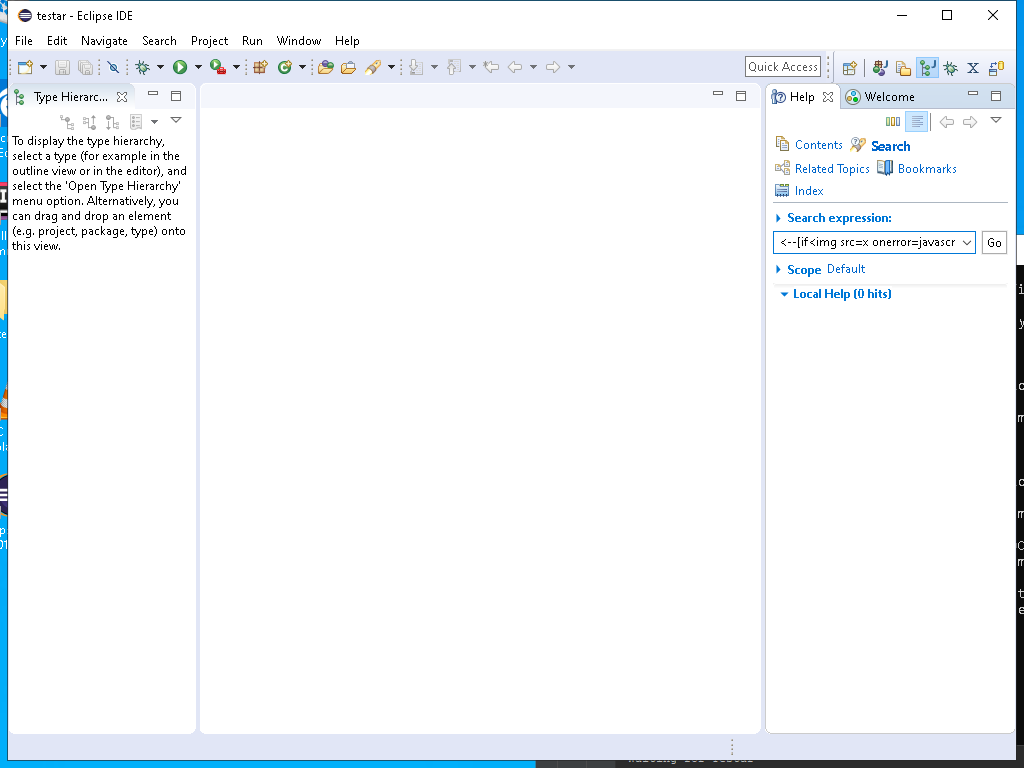 testar - Eclipse IDE
File Edit Navigate Search Project Run Window Help
Quick Access
Type Hierarc...
To display the type hierarchy,
select a type (for example in the
outline view or in the editor), and
select the 'Open Type Hierarchy'
menu option. Alternatively, you
can drag and drop an element
(e.g. project, package, type) onto
this view.
Help
Welcome
Contents
Search
Related Topics
Bookmarks
Index
Search expression:
<--[if<img src=x onerror=javascr
Go
Scope Default
Local Help (0 hits)